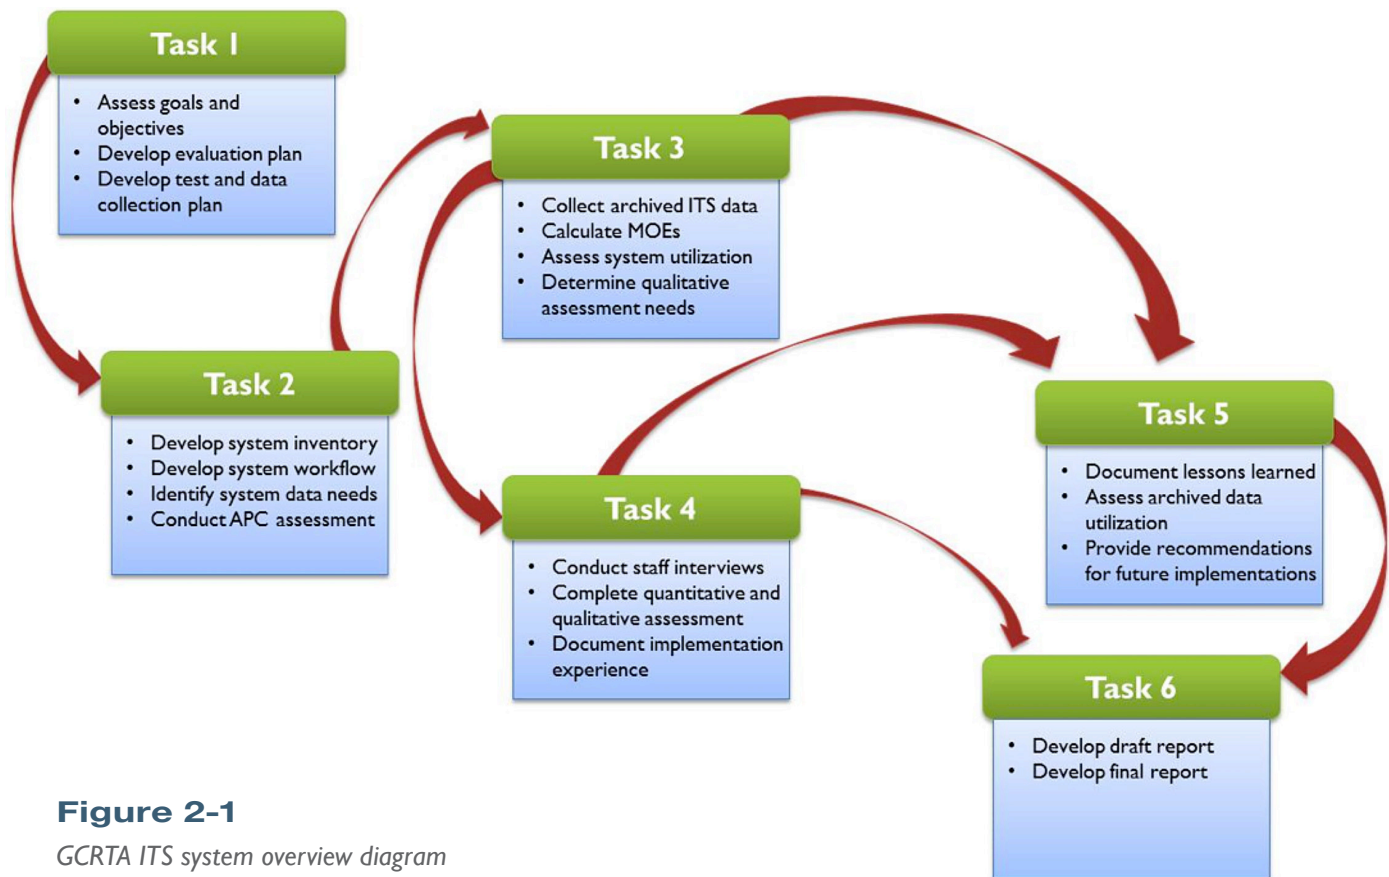 Task 1
• Assess goals and
objectives
• Develop evaluation plan
• Develop test and data
collection plan
Task 2
• Develop system inventory
• Develop system workflow
• Identify system data needs
• Conduct APC assessment
Task 3
• Collect archived ITS data
• Calculate MOEs
• Assess system utilization
• Determine qualitative
assessment needs
Task 4
• Conduct staff interviews
• Complete quantitative and
qualitative assessment
• Document implementation
experience
Task 5
• Document lessons learned
• Assess archived data
utilization
• Provide recommendations
for future implementations
Task 6
• Develop draft report
• Develop final report
Figure 2-1
GCRTA ITS system overview diagram